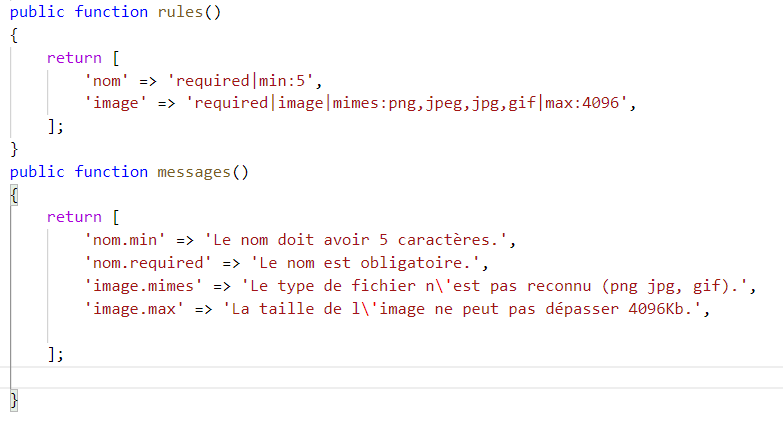 public function rules()
{
    return [
        'nom' => 'required|min:5',
        'image' => 'required|image|mimes:png,jpeg,jpg,gif|max:4096',
    ];
}
public function messages()
{
    return [
        'nom.min' => 'Le nom doit avoir 5 caractères.',
        'nom.required' => 'Le nom est obligatoire.',
        'image.mimes' => 'Le type de fichier n\'est pas reconnu (png jpg, gif).',
        'image.max' => 'La taille de l\'image ne peut pas dépasser 4096Kb.',
    ];
}